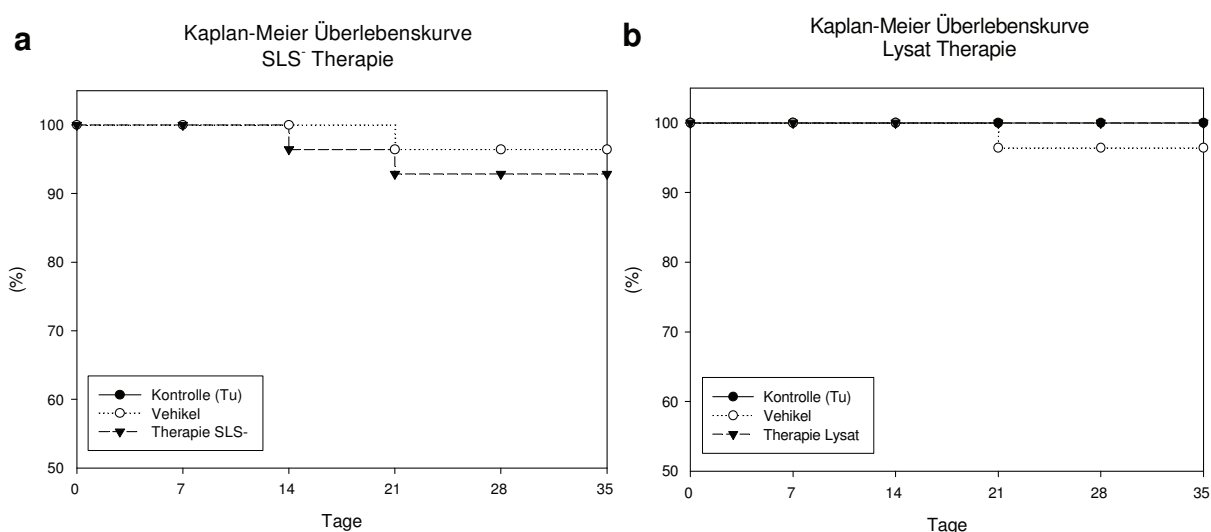 a
Kaplan-Meier Überlebenskurve
SLS⁻ Therapie
(%)
100
90
80
70
60
50
Kontrolle (Tu)
Vehikel
Therapie SLS-
0 7 14 21 28 35
Tage
b
Kaplan-Meier Überlebenskurve
Lysat Therapie
(%)
100
90
80
70
60
50
Kontrolle (Tu)
Vehikel
Therapie Lysat
0 7 14 21 28 35
Tage